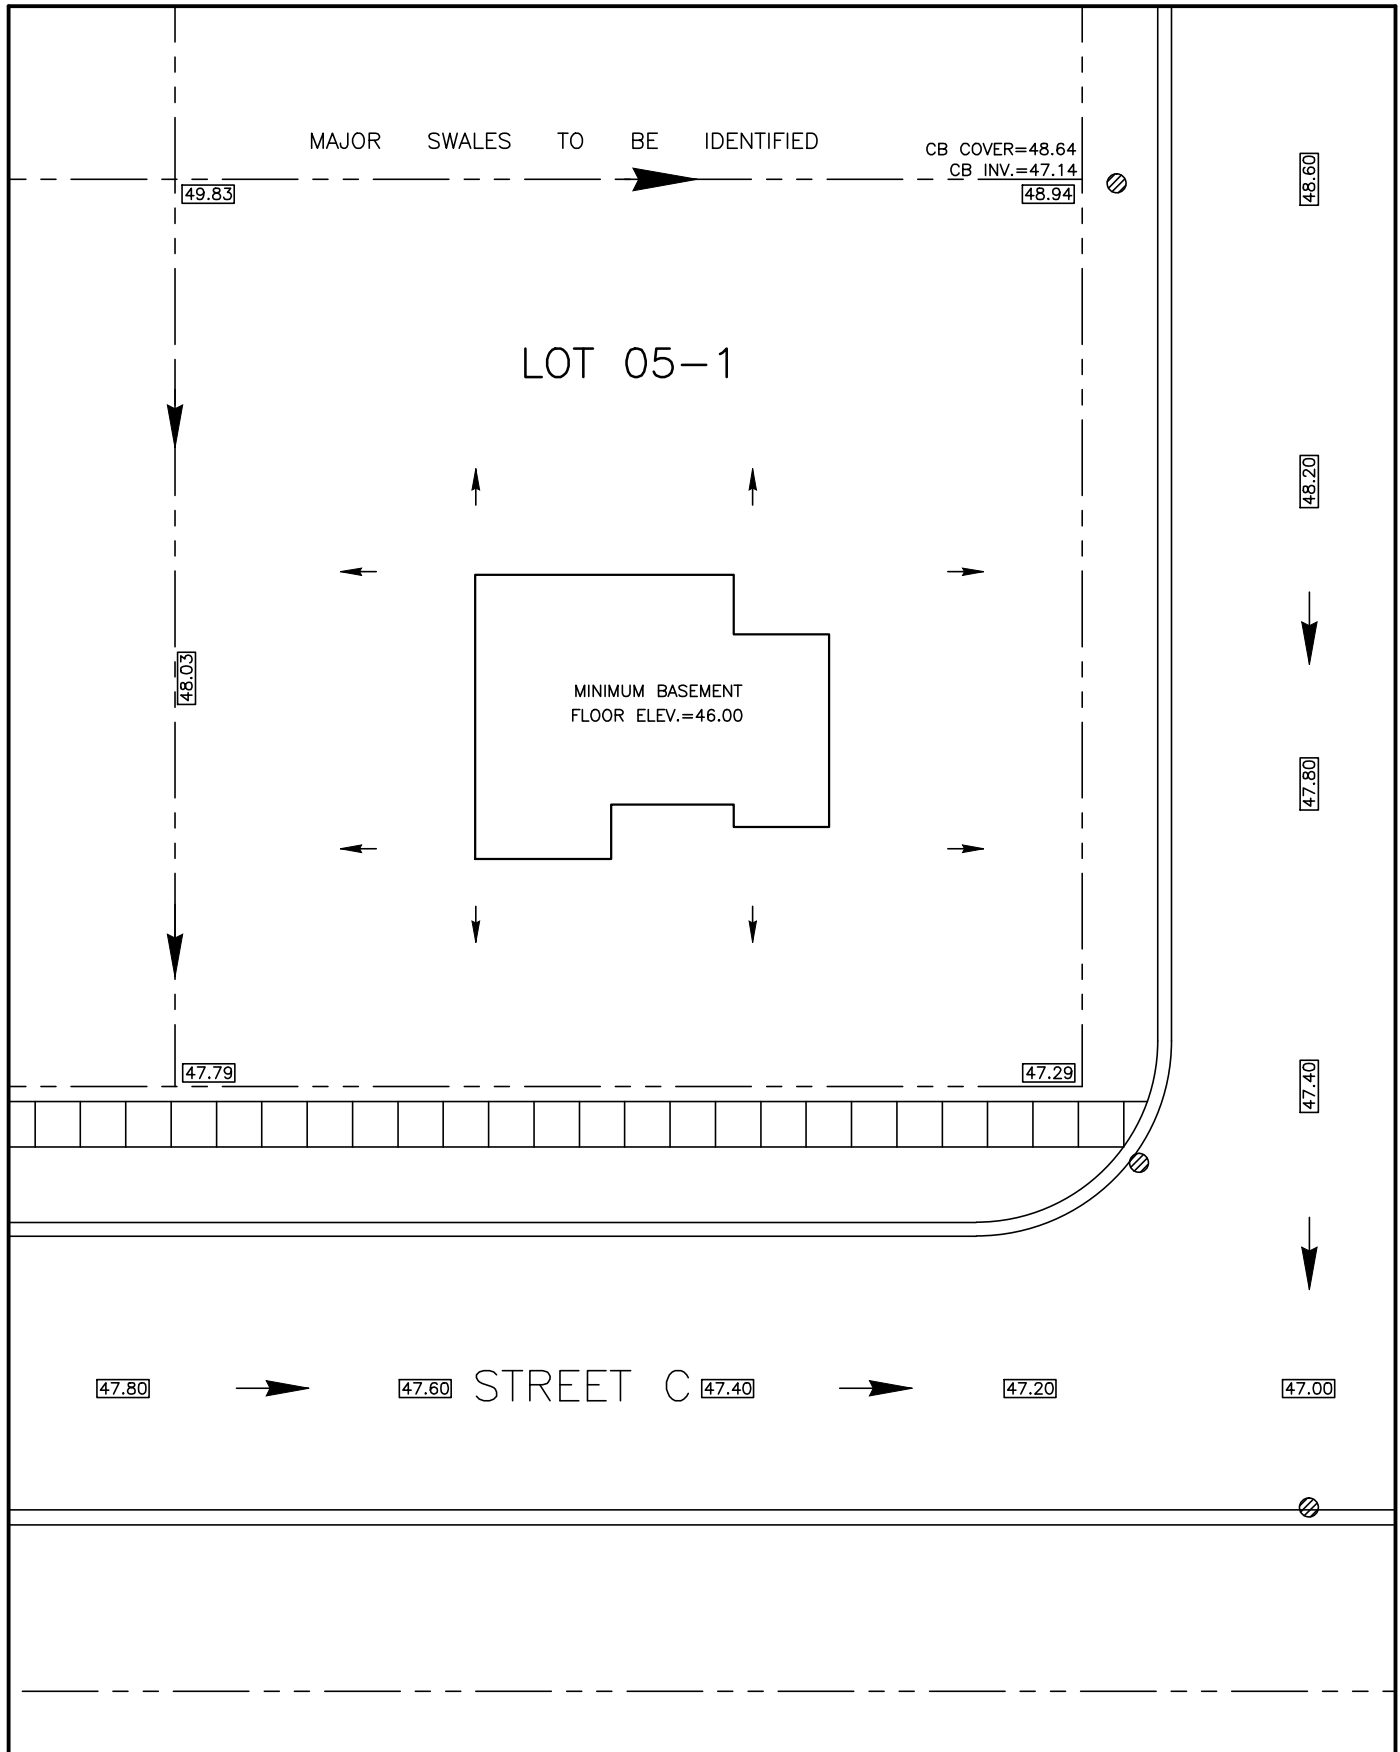 MAJOR SWALES TO BE IDENTIFIED
CB COVER=48.64
CB INV.=47.14
49.83
48.94
48.60
LOT 05-1
48.20
48.03
MINIMUM BASEMENT
FLOOR ELEV.=46.00
47.80
47.79
47.29
47.40
47.80
47.60
STREET C
47.40
47.20
47.00